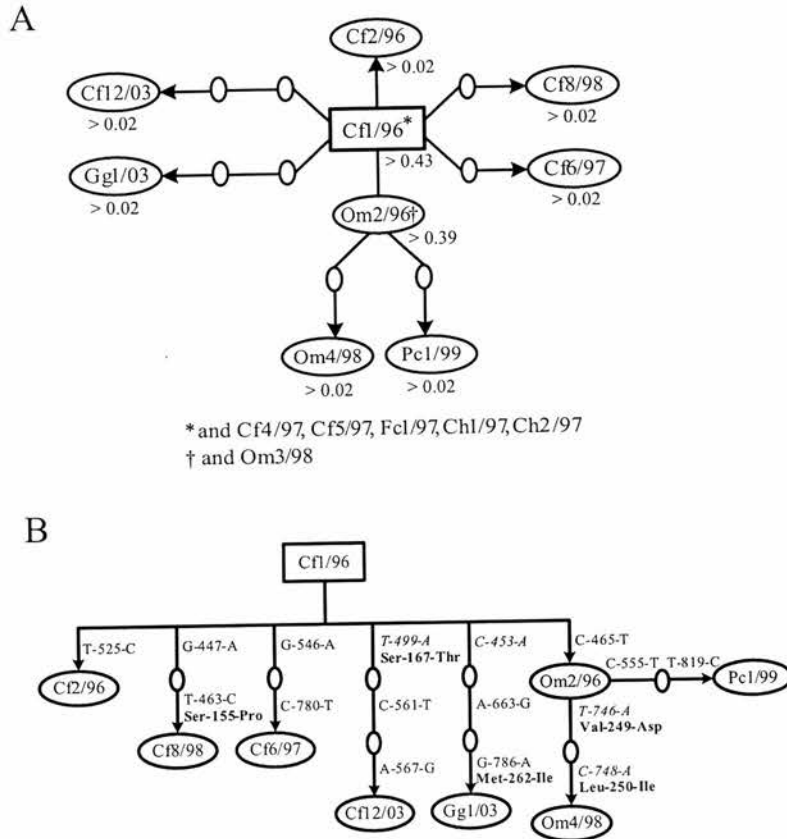 A
Cf2/96
> 0.02
Cf12/03
> 0.02
Cf8/98
> 0.02
Cf1/96*
> 0.43
Gg1/03
> 0.02
Cf6/97
> 0.02
Om2/96†
> 0.39
Om4/98
> 0.02
Pc1/99
> 0.02
* and Cf4/97, Cf5/97, Fc1/97, Ch1/97, Ch2/97
† and Om3/98
B
Cf1/96
T-525-C
Cf2/96
G-447-A
T-463-C
Ser-155-Pro
Cf8/98
G-546-A
C-780-T
Cf6/97
T-499-A
Ser-167-Thr
C-561-T
A-567-G
Cf12/03
C-453-A
A-663-G
G-786-A
Met-262-Ile
Gg1/03
C-465-T
Om2/96
C-555-T
T-819-C
Pc1/99
T-746-A
Val-249-Asp
C-748-A
Leu-250-Ile
Om4/98